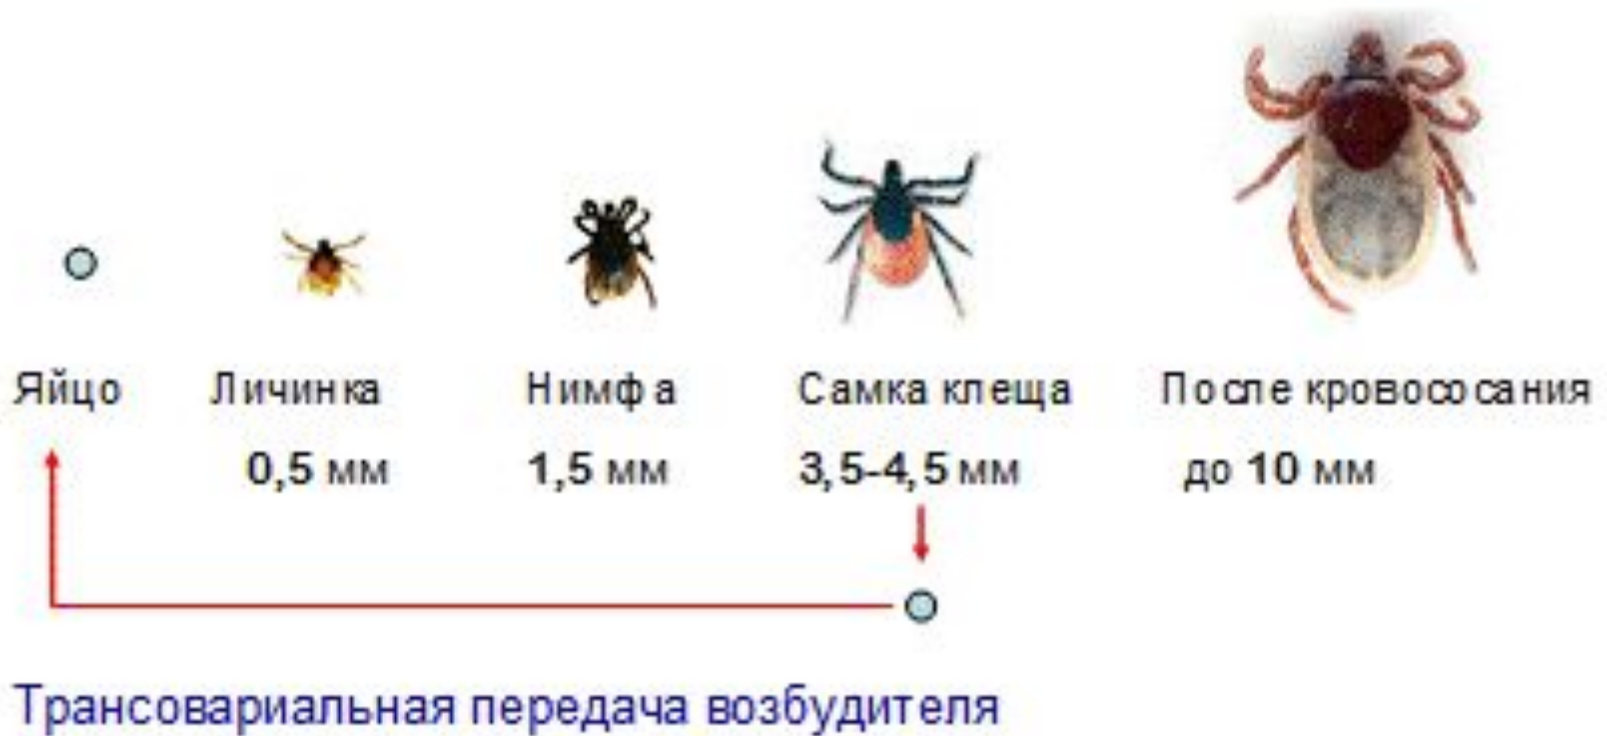 Яйцо Личинка Нимфа Самка клеща После кровососания
0,5 мм 1,5 мм 3,5-4,5 мм до 10 мм
Трансовариальная передача возбудителя